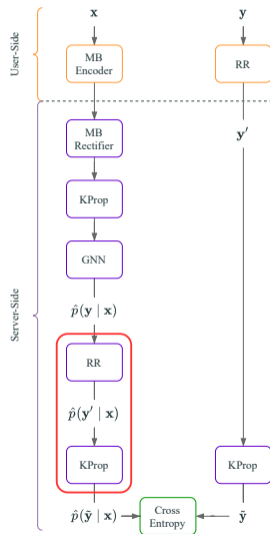 x
y
User-Side
MB
Encoder
RR
MB
Rectifier
y′
KProp
GNN
Server-Side
p̂(y | x)
RR
p̂(y′ | x)
KProp
KProp
p̂(ỹ | x)
Cross
Entropy
ỹ